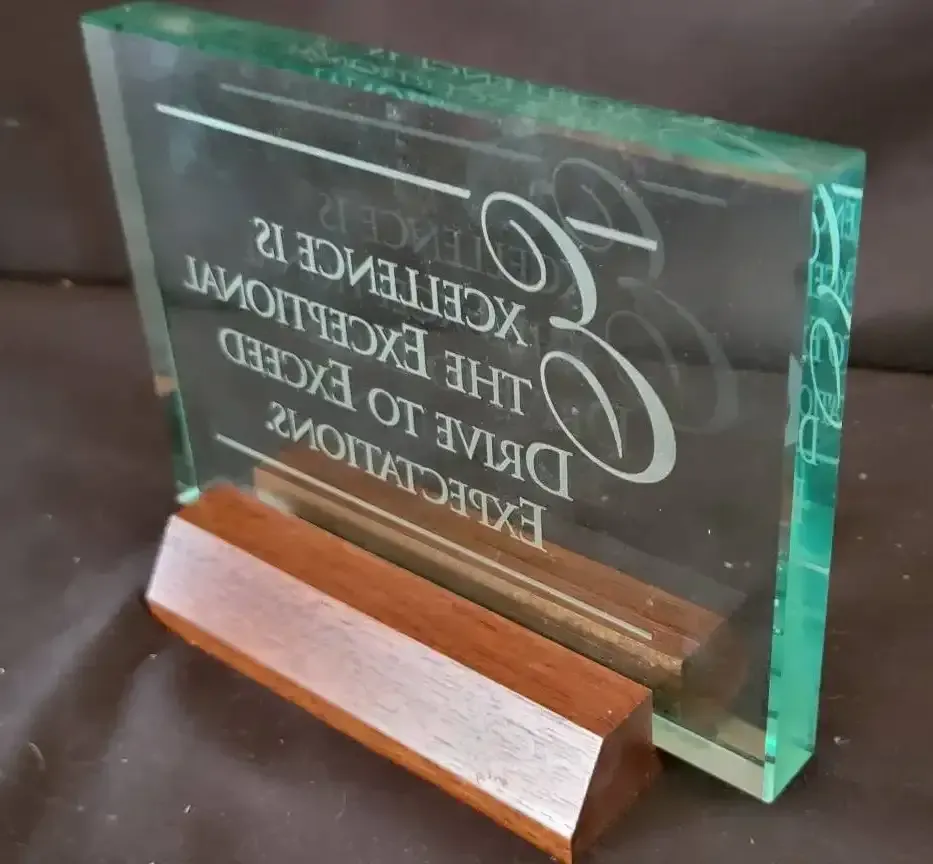 EXCELLENCE IS
THE EXCEPTIONAL
DRIVE TO EXCEED
EXPECTATIONS.